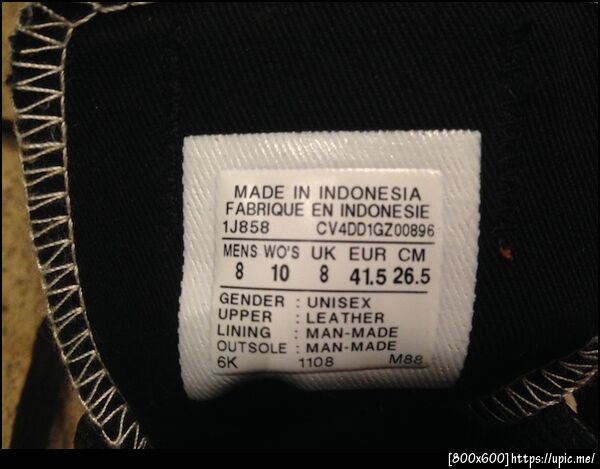 MADE IN INDONESIA
FABRIQUE EN INDONESIE
1J858 CV4DD1GZ00896
MENS WO'S UK EUR CM
8 10 8 41.5 26.5
GENDER : UNISEX
UPPER : LEATHER
LINING : MAN-MADE
OUTSOLE : MAN-MADE
6K 1108 M88
[800x600]https://upic.me/